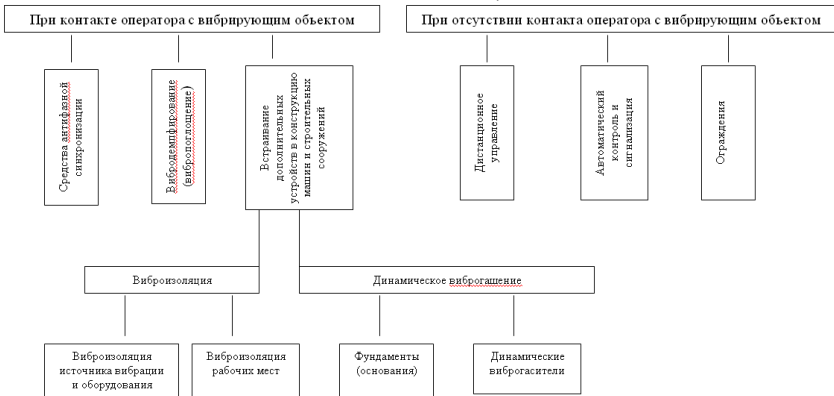 При контакте оператора с вибрирующим объектом
При отсутствии контакта оператора с вибрирующим объектом
Средства антифазной
синхронизации
Вибродемпфирование
(вибропоглощение)
Встраивание
дополнительных
устройств в конструкцию
машин и строительных
сооружений
Дистанционное
управление
Автоматический
контроль и
сигнализация
Ограждения
Виброизоляция
Динамическое виброгашение
Виброизоляция
источника вибрации
и оборудования
Виброизоляция
рабочих мест
Фундаменты
(основания)
Динамические
виброгасители